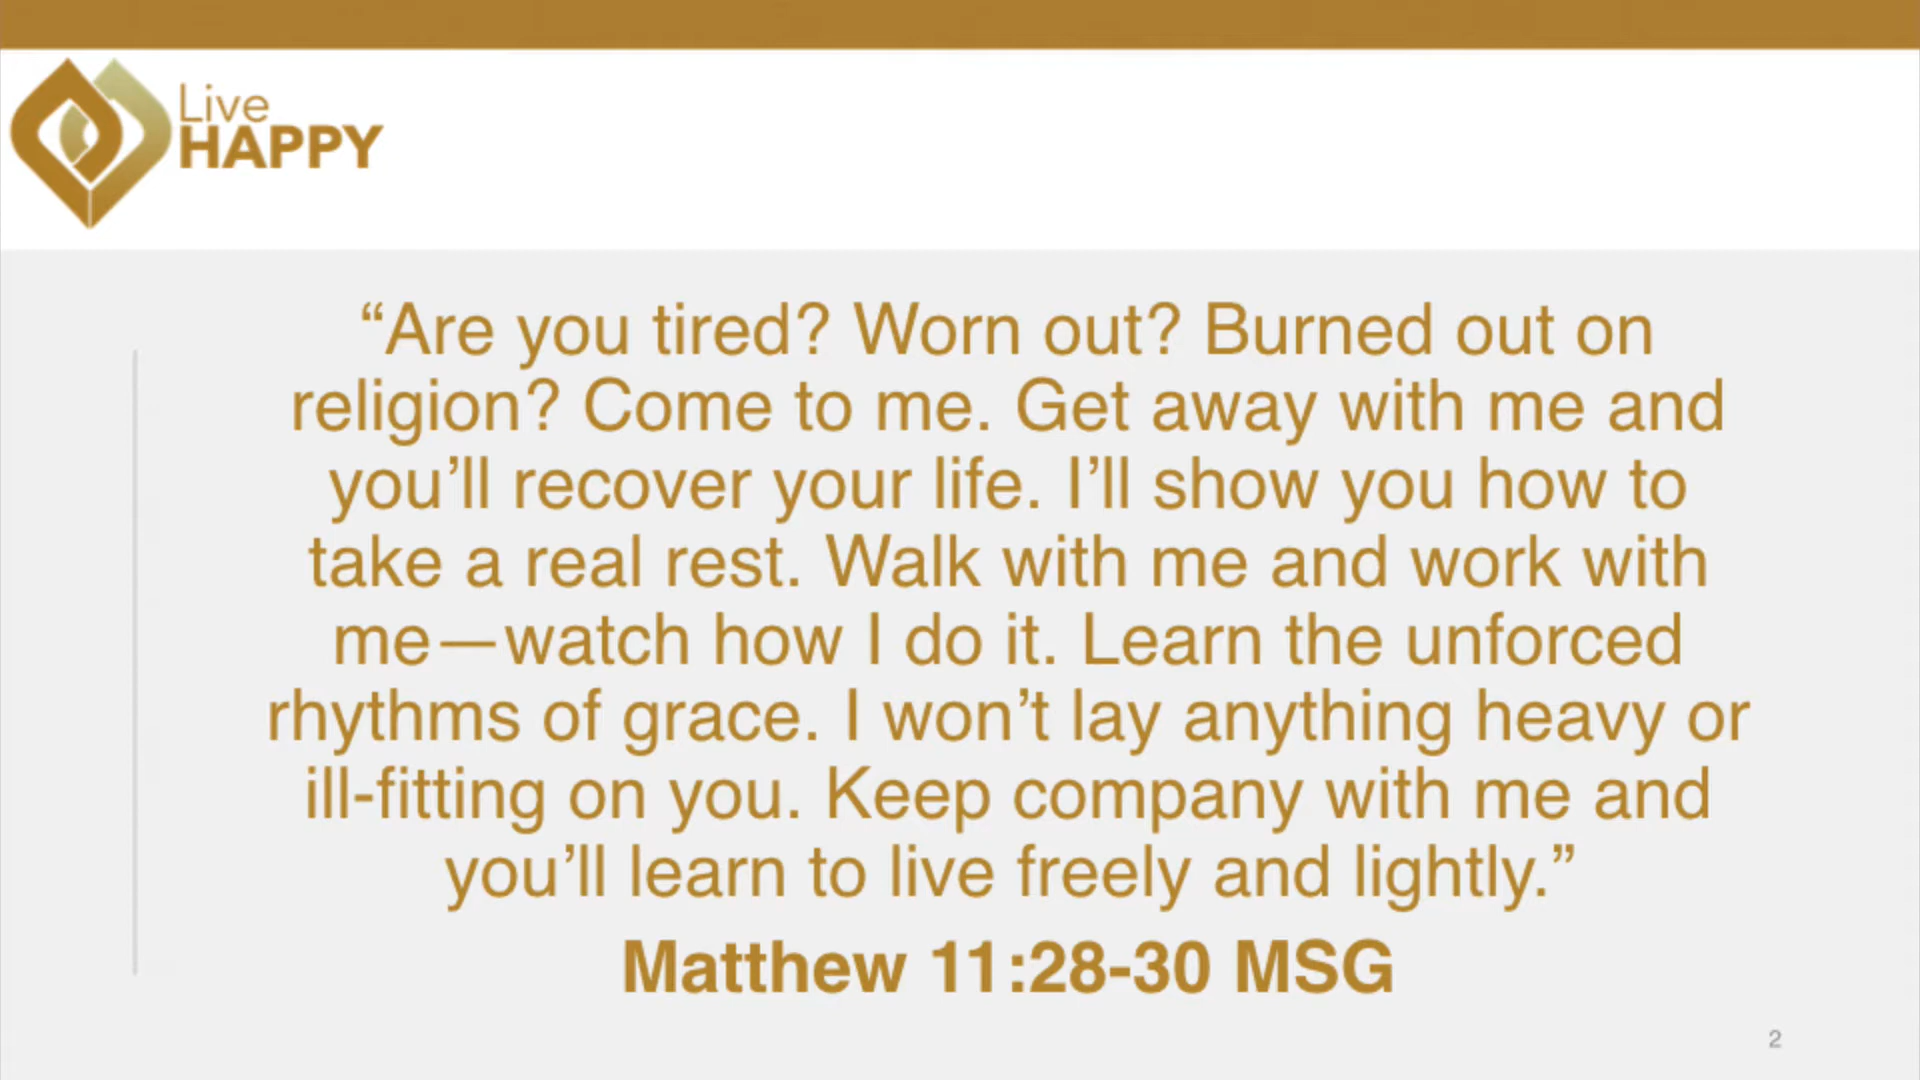 Live
HAPPY
“Are you tired? Worn out? Burned out on
religion? Come to me. Get away with me and
you’ll recover your life. I’ll show you how to
take a real rest. Walk with me and work with
me—watch how I do it. Learn the unforced
rhythms of grace. I won’t lay anything heavy or
ill-fitting on you. Keep company with me and
you’ll learn to live freely and lightly.”
Matthew 11:28-30 MSG
2